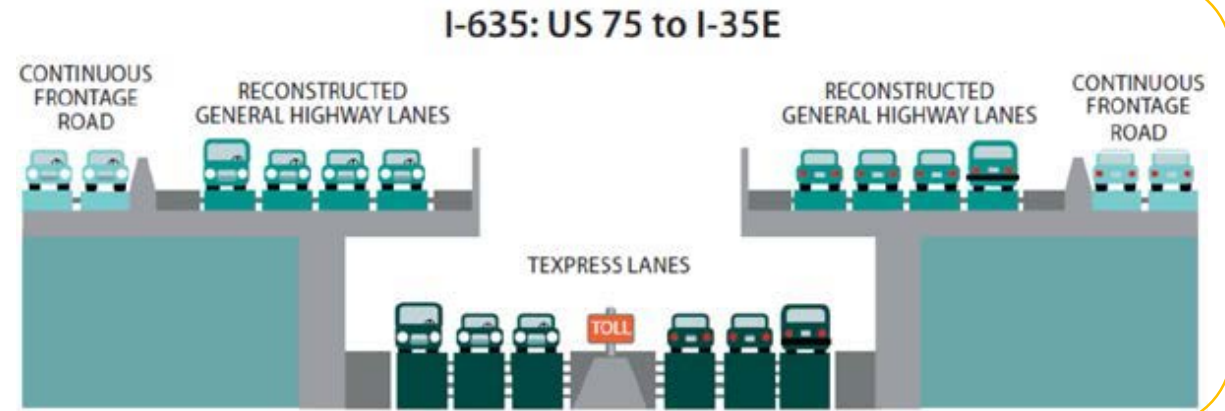 I-635: US 75 to I-35E
CONTINUOUS
FRONTAGE
ROAD
RECONSTRUCTED
GENERAL HIGHWAY LANES
RECONSTRUCTED
GENERAL HIGHWAY LANES
CONTINUOUS
FRONTAGE
ROAD
TEXPRESS LANES
TOLL